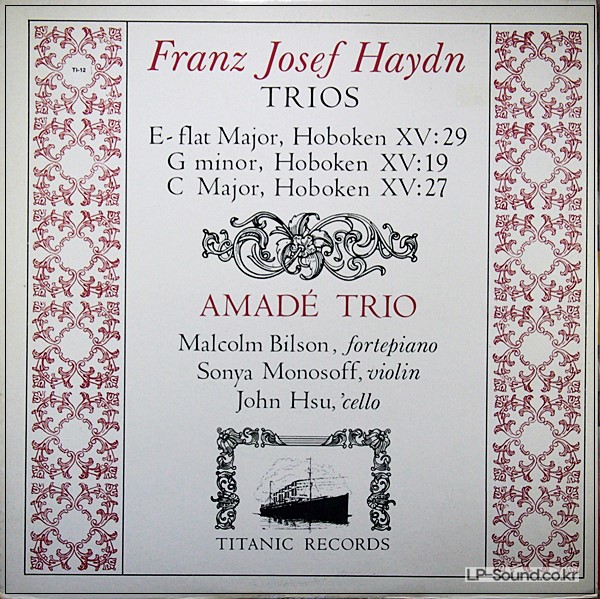 TI-12
Franz Josef Haydn
TRIOS
E-flat Major, Hoboken XV:29
G minor, Hoboken XV:19
C Major, Hoboken XV:27
AMADÉ TRIO
Malcolm Bilson, fortepiano
Sonya Monosoff, violin
John Hsu, 'cello
TITANIC RECORDS
LP-Sound.co.kr